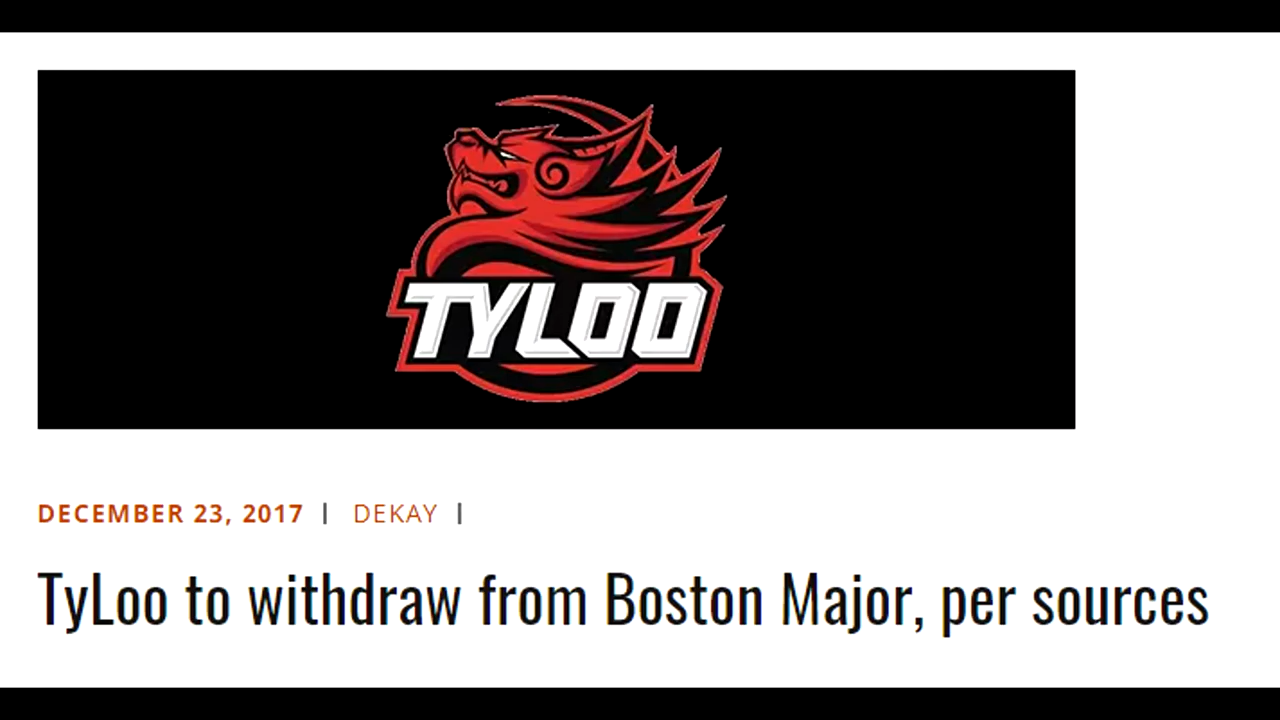 TYLOO
DECEMBER 23, 2017 | DEKAY |
TyLoo to withdraw from Boston Major, per sources